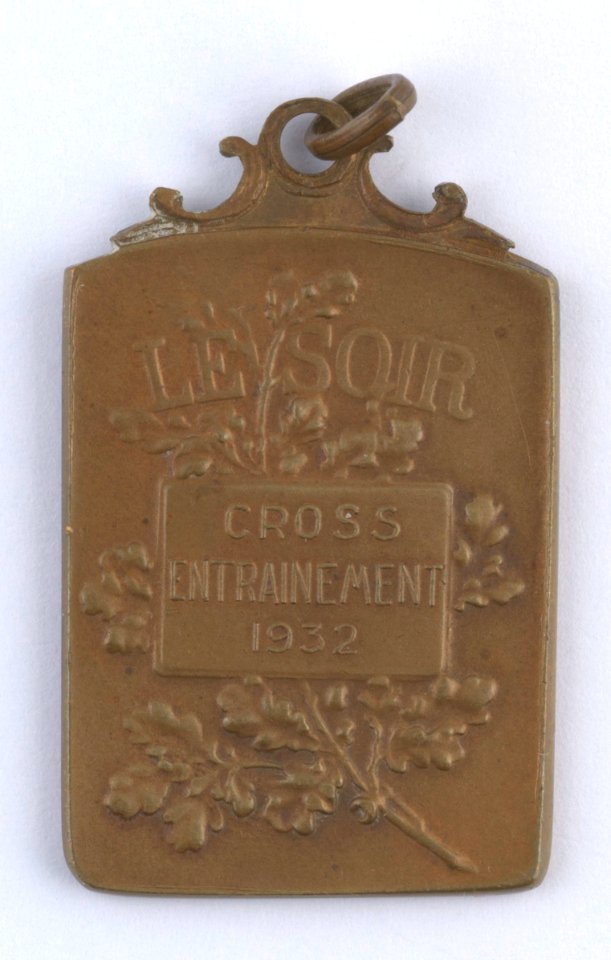 LE SOIR
CROSS
ENTRAINEMENT
1932